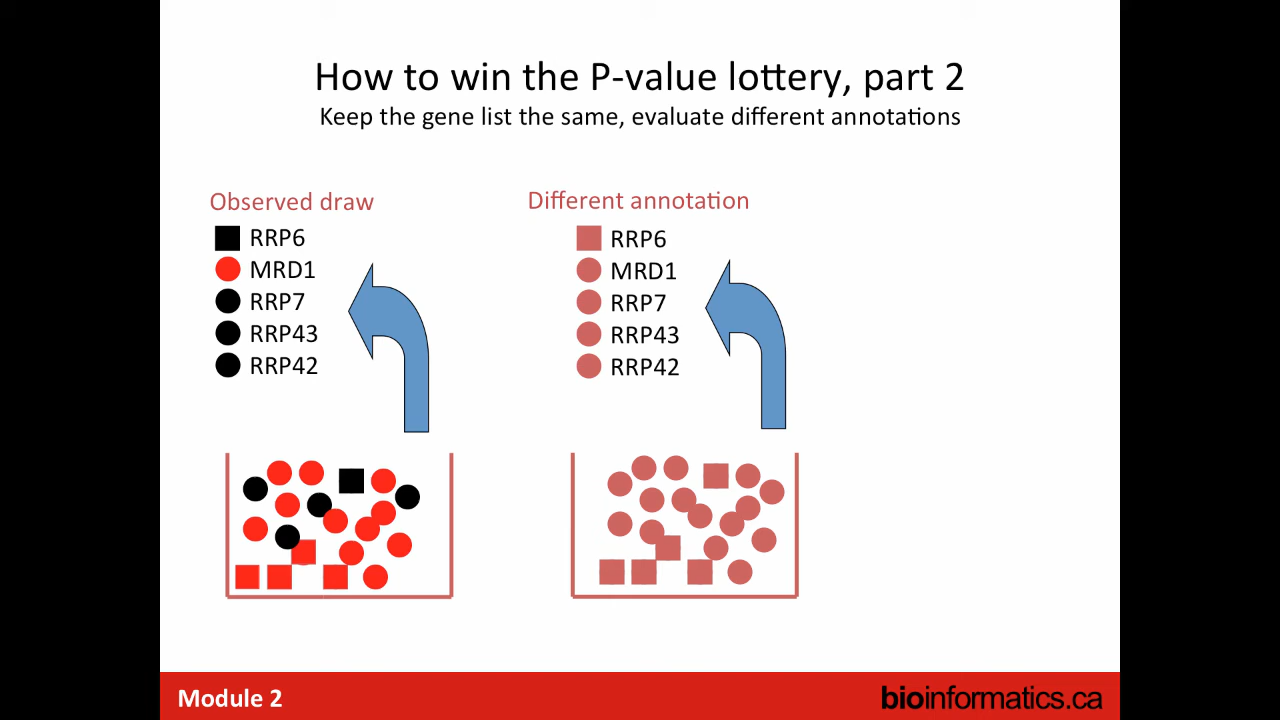 How to win the P-value lottery, part 2
Keep the gene list the same, evaluate different annotations
Observed draw
RRP6
MRD1
RRP7
RRP43
RRP42
Different annotation
RRP6
MRD1
RRP7
RRP43
RRP42
Module 2
bioinformatics.ca